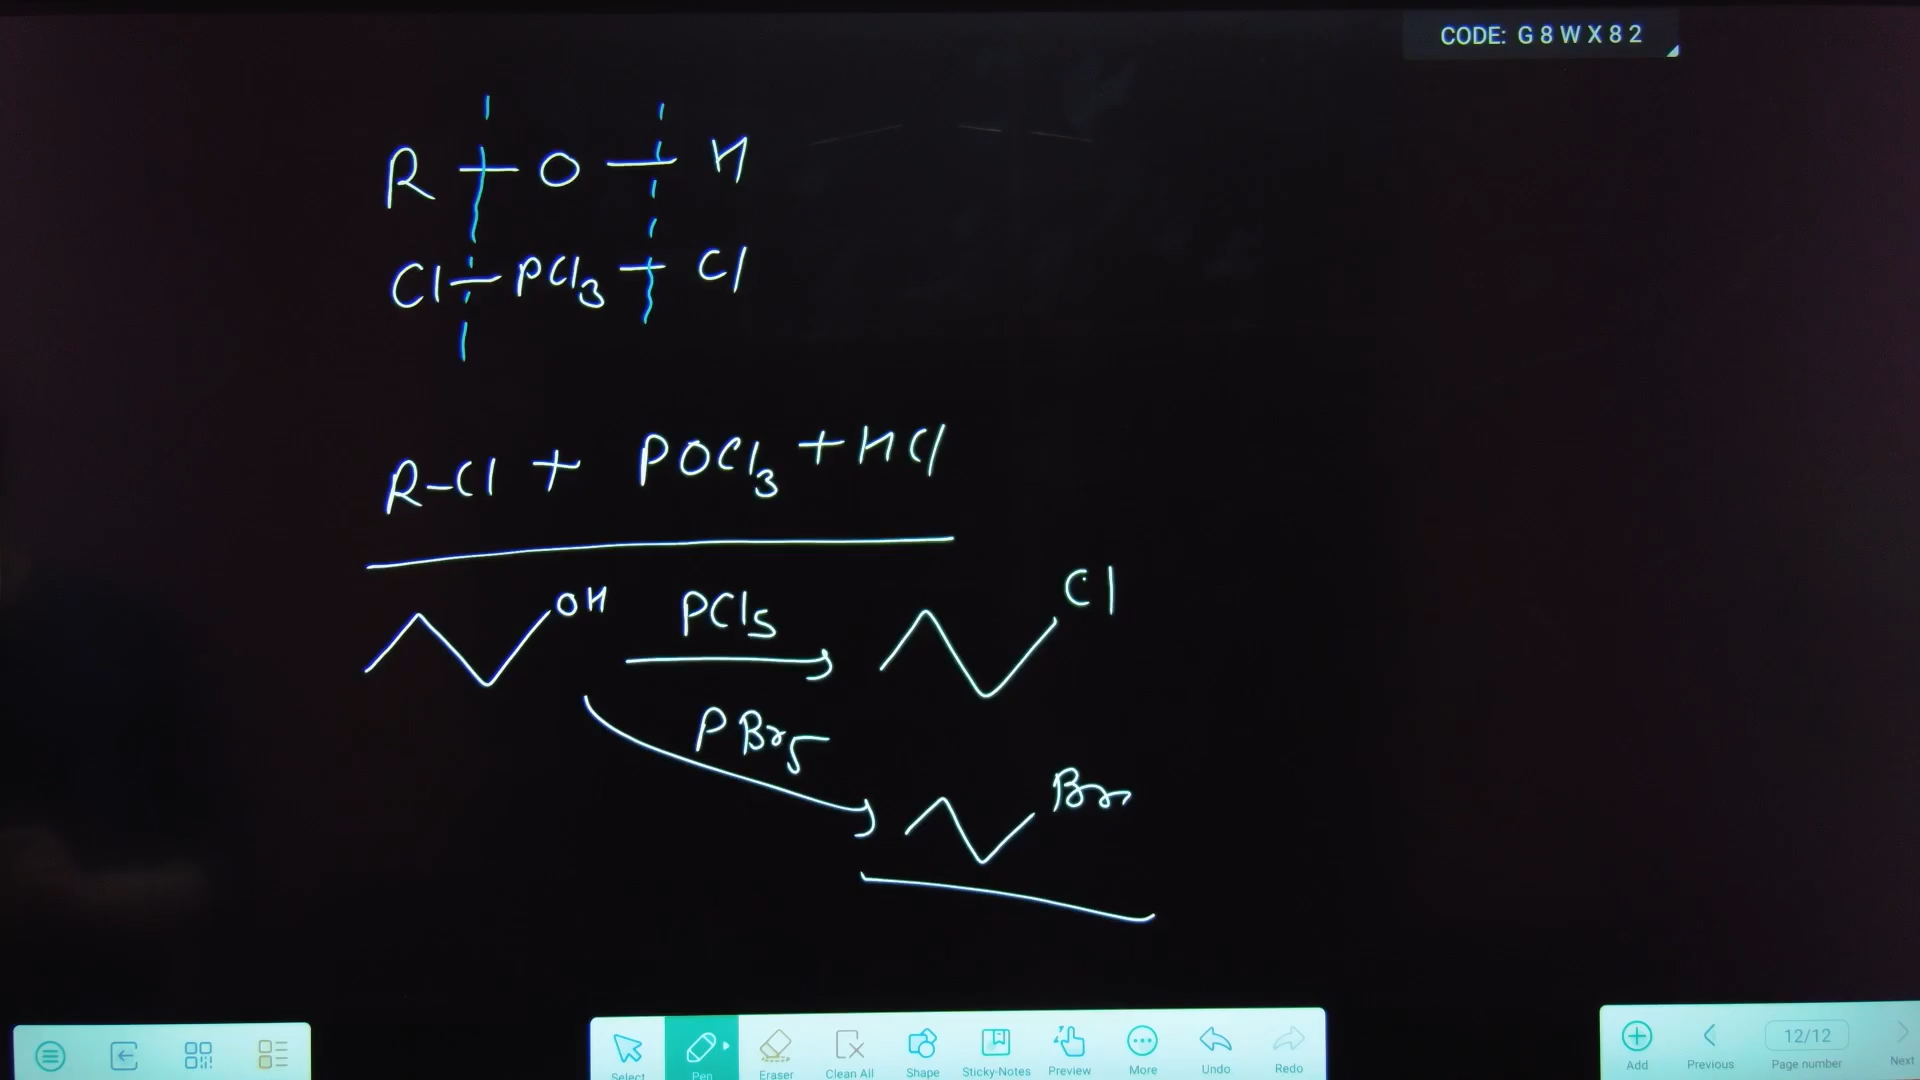 CODE: G8WX82
R - O - H
Cl - PCl3 - Cl
R-Cl + POCl3 + HCl
OH PCl5 Cl
PBr5 Br
Select Pen Eraser Clean All Shape Sticky-Notes Preview More Undo Redo Add Previous 12/12 Page number Next